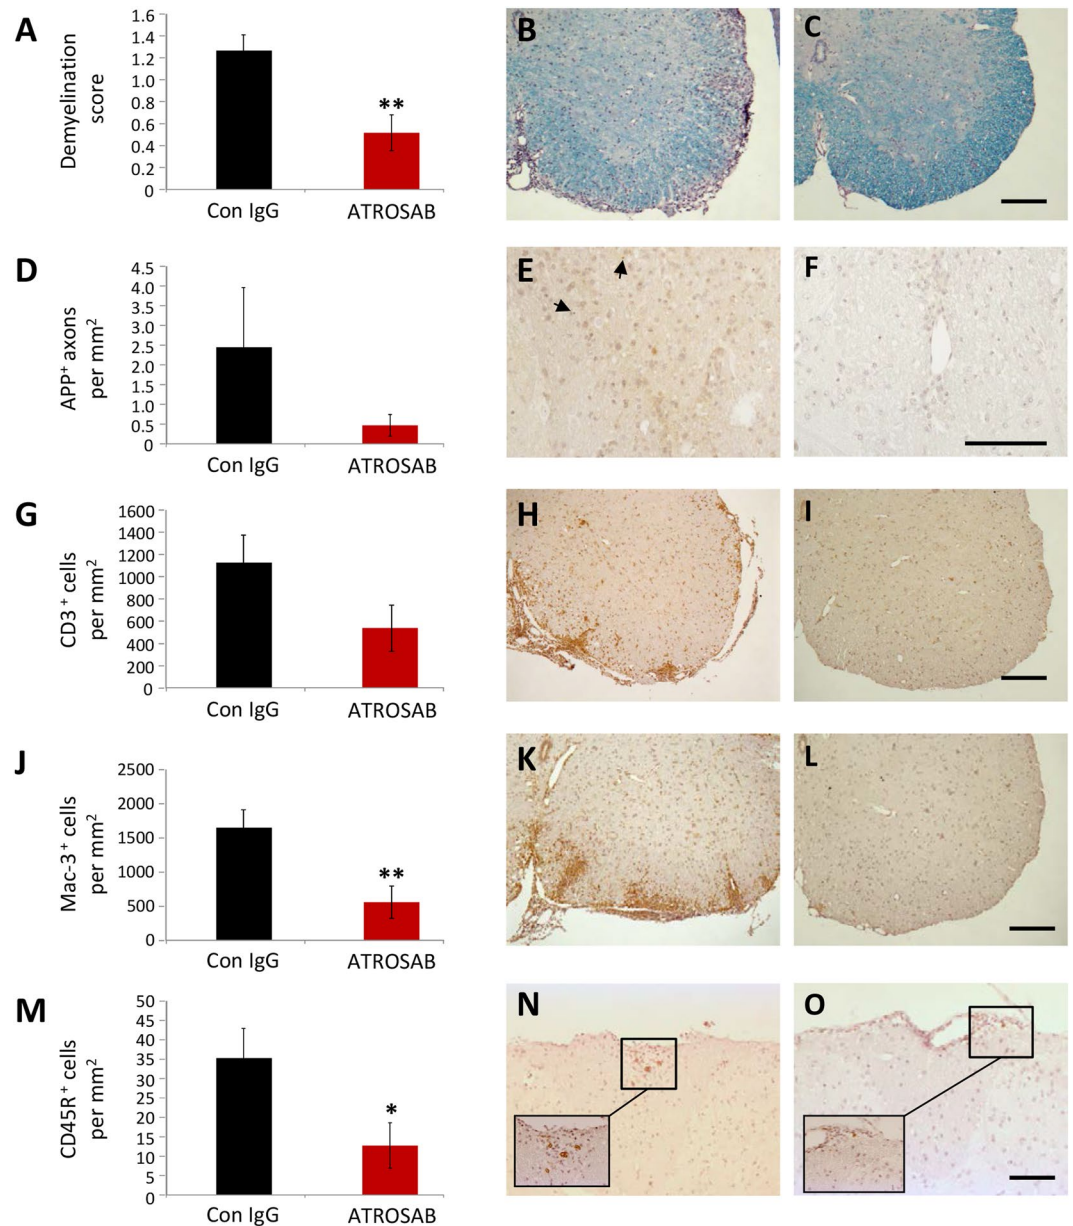 A
Demyelination
score
1.6
1.4
1.2
1.0
0.8
0.6
0.4
0.2
0
**
Con IgG
ATROSAB
B
C
D
APP⁺ axons
per mm²
4.5
4.0
3.5
3.0
2.5
2.0
1.5
1.0
0.5
0
Con IgG
ATROSAB
E
F
G
CD3⁺ cells
per mm²
1600
1400
1200
1000
800
600
400
200
0
Con IgG
ATROSAB
H
I
J
Mac-3⁺ cells
per mm²
2500
2000
1500
1000
500
0
**
Con IgG
ATROSAB
K
L
M
CD45R⁺ cells
per mm²
50
45
40
35
30
25
20
15
10
5
0
*
Con IgG
ATROSAB
N
O